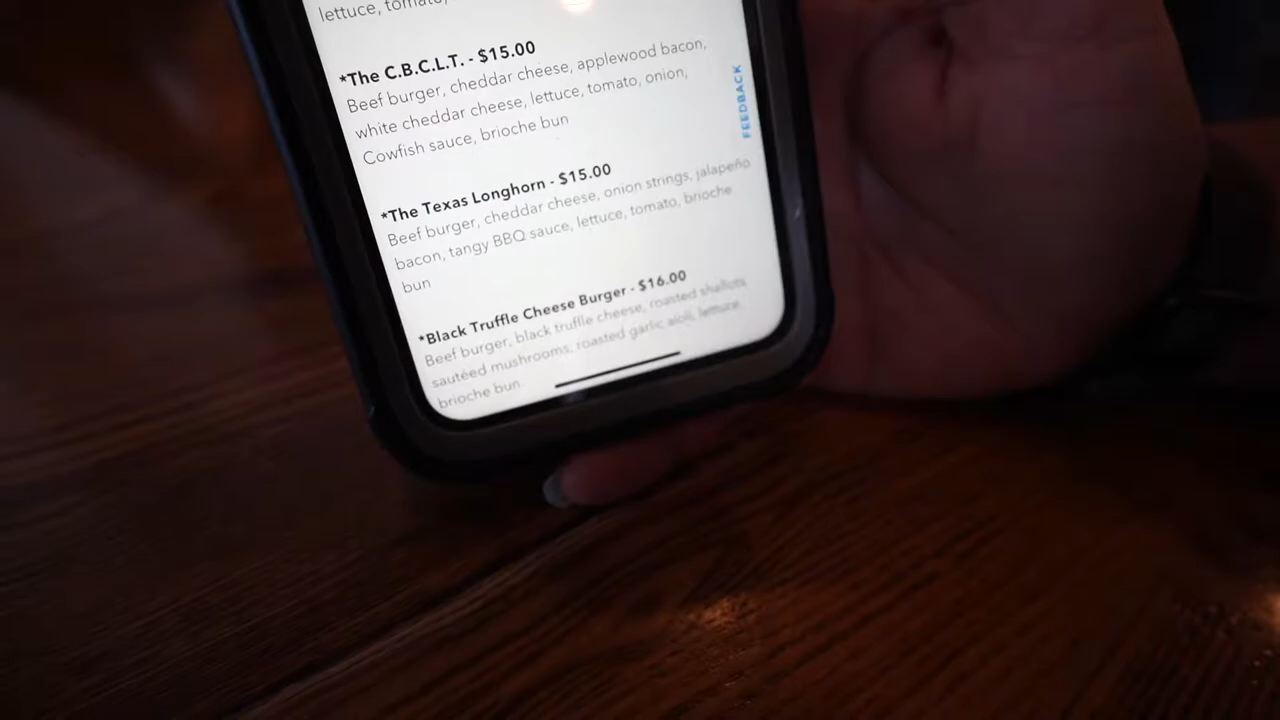 lettuce, tomato,
*The C.B.C.L.T. - $15.00
Beef burger, cheddar cheese, applewood bacon,
white cheddar cheese, lettuce, tomato, onion,
Cowfish sauce, brioche bun
FEEDBACK
*The Texas Longhorn - $15.00
Beef burger, cheddar cheese, onion strings, jalapeño
bacon, tangy BBQ sauce, lettuce, tomato, brioche
bun
*Black Truffle Cheese Burger - $16.00
Beef burger, black truffle cheese, roasted shallots
sautéed mushrooms, roasted garlic aioli, lettuce,
brioche bun